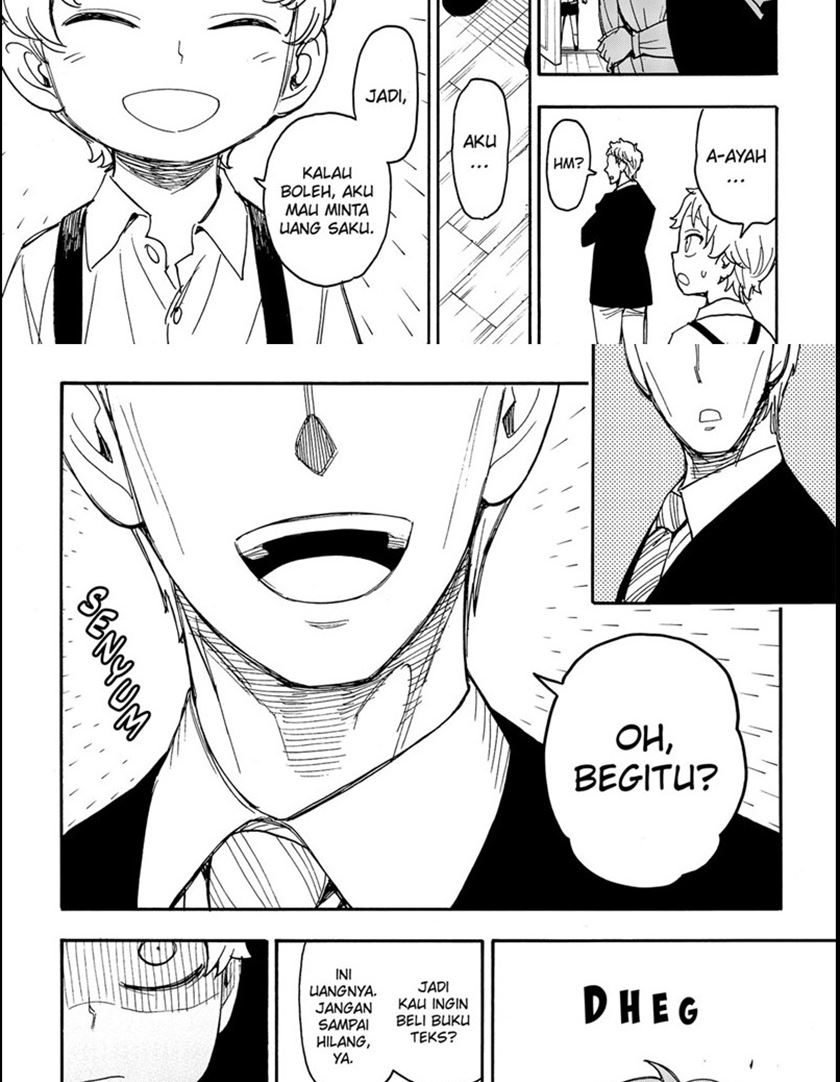 A-AYAH
...
HM?
AKU
...
JADI,
KALAU
BOLEH, AKU
MAU MINTA
UANG SAKU.
SENYUM
OH,
BEGITU?
DHEG
JADI
KAU INGIN
BELI BUKU
TEKS?
INI
UANGNYA.
JANGAN
SAMPAI
HILANG,
YA.